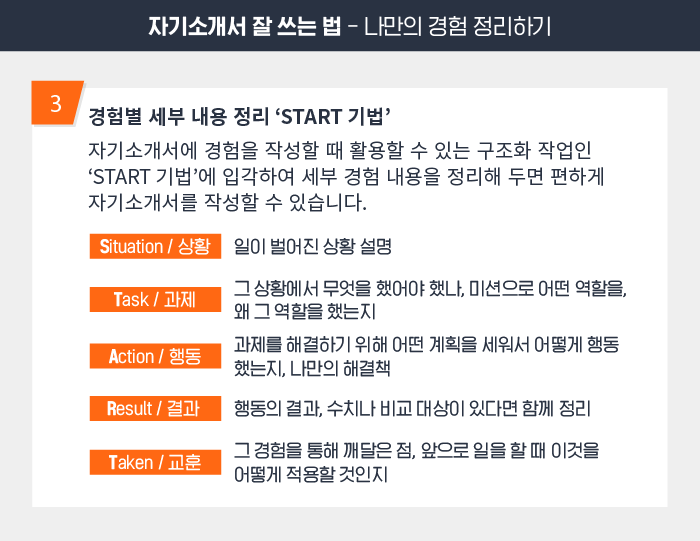 자기소개서 잘 쓰는 법 - 나만의 경험 정리하기
3
경험별 세부 내용 정리 ‘START 기법’
자기소개서에 경험을 작성할 때 활용할 수 있는 구조화 작업인
‘START 기법’에 입각하여 세부 경험 내용을 정리해 두면 편하게
자기소개서를 작성할 수 있습니다.
Situation / 상황 일이 벌어진 상황 설명
Task / 과제 그 상황에서 무엇을 했어야 했나, 미션으로 어떤 역할을,
왜 그 역할을 했는지
Action / 행동 과제를 해결하기 위해 어떤 계획을 세워서 어떻게 행동
했는지, 나만의 해결책
Result / 결과 행동의 결과, 수치나 비교 대상이 있다면 함께 정리
Taken / 교훈 그 경험을 통해 깨달은 점, 앞으로 일을 할 때 이것을
어떻게 적용할 것인지